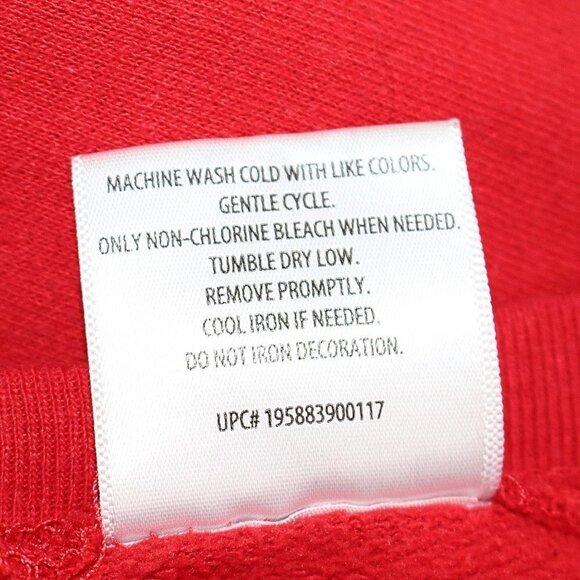 MACHINE WASH COLD WITH LIKE COLORS.
GENTLE CYCLE.
ONLY NON-CHLORINE BLEACH WHEN NEEDED.
TUMBLE DRY LOW.
REMOVE PROMPTLY.
COOL IRON IF NEEDED.
DO NOT IRON DECORATION.
UPC# 195883900117